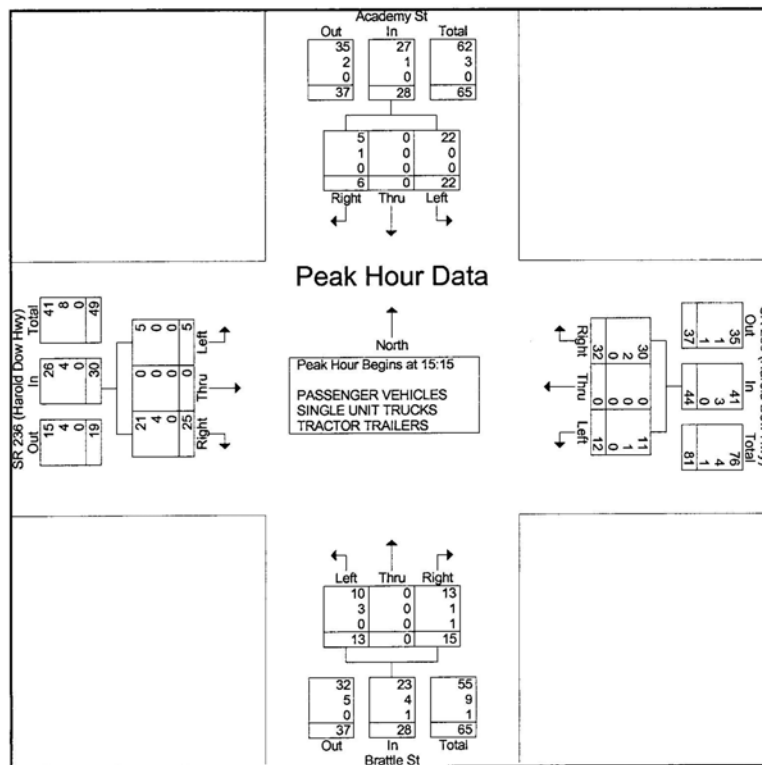 Academy St
Out In Total
35 27 62
2 1 3
0 0 0
37 28 65
5 0 22
1 0 0
0 0 0
6 0 22
Right Thru Left
Peak Hour Data
North
Peak Hour Begins at 15:15
PASSENGER VEHICLES
SINGLE UNIT TRUCKS
TRACTOR TRAILERS
SR 236 (Harold Dow Hwy)
Out In Total
15 26 41
4 4 8
0 0 0
19 30 49
Right Thru Left
21 0 5
4 0 0
0 0 0
25 0 5
Out In Total
35 41 76
1 3 4
1 0 1
37 44 81
Right Thru Left
30 0 11
2 0 1
0 0 0
32 0 12
Left Thru Right
10 0 13
3 0 1
0 0 1
13 0 15
32 23 55
5 4 9
0 1 1
37 28 65
Out In Total
Brattle St